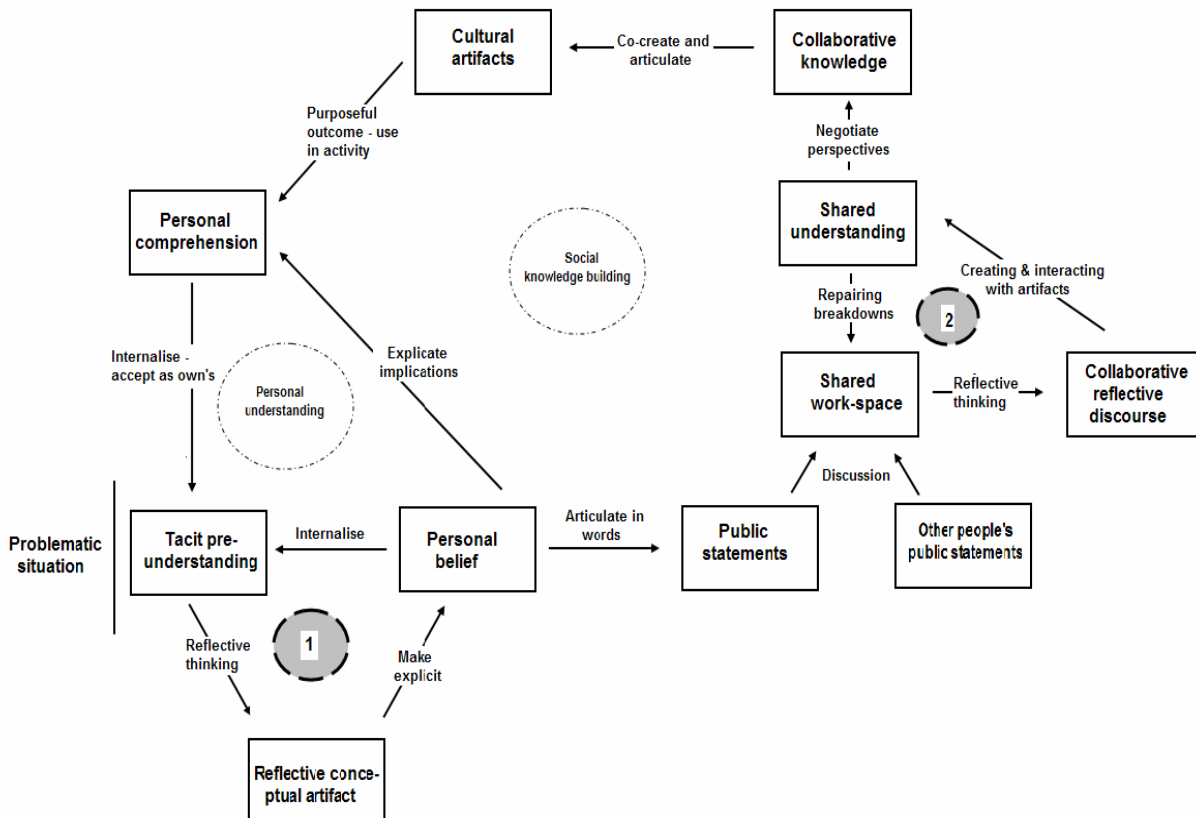 Cultural
artifacts
Co-create and
articulate
Collaborative
knowledge
Purposeful
outcome - use
in activity
Negotiate
perspectives
Personal
comprehension
Shared
understanding
Social
knowledge building
Creating & interacting
with artifacts
Repairing
breakdowns
2
Internalise -
accept as own's
Explicate
implications
Personal
understanding
Shared
work-space
Reflective
thinking
Collaborative
reflective
discourse
Discussion
Problematic
situation
Tacit pre-
understanding
Internalise
Personal
belief
Articulate in
words
Public
statements
Other people's
public statements
Reflective
thinking
1
Make
explicit
Reflective conce-
ptual artifact